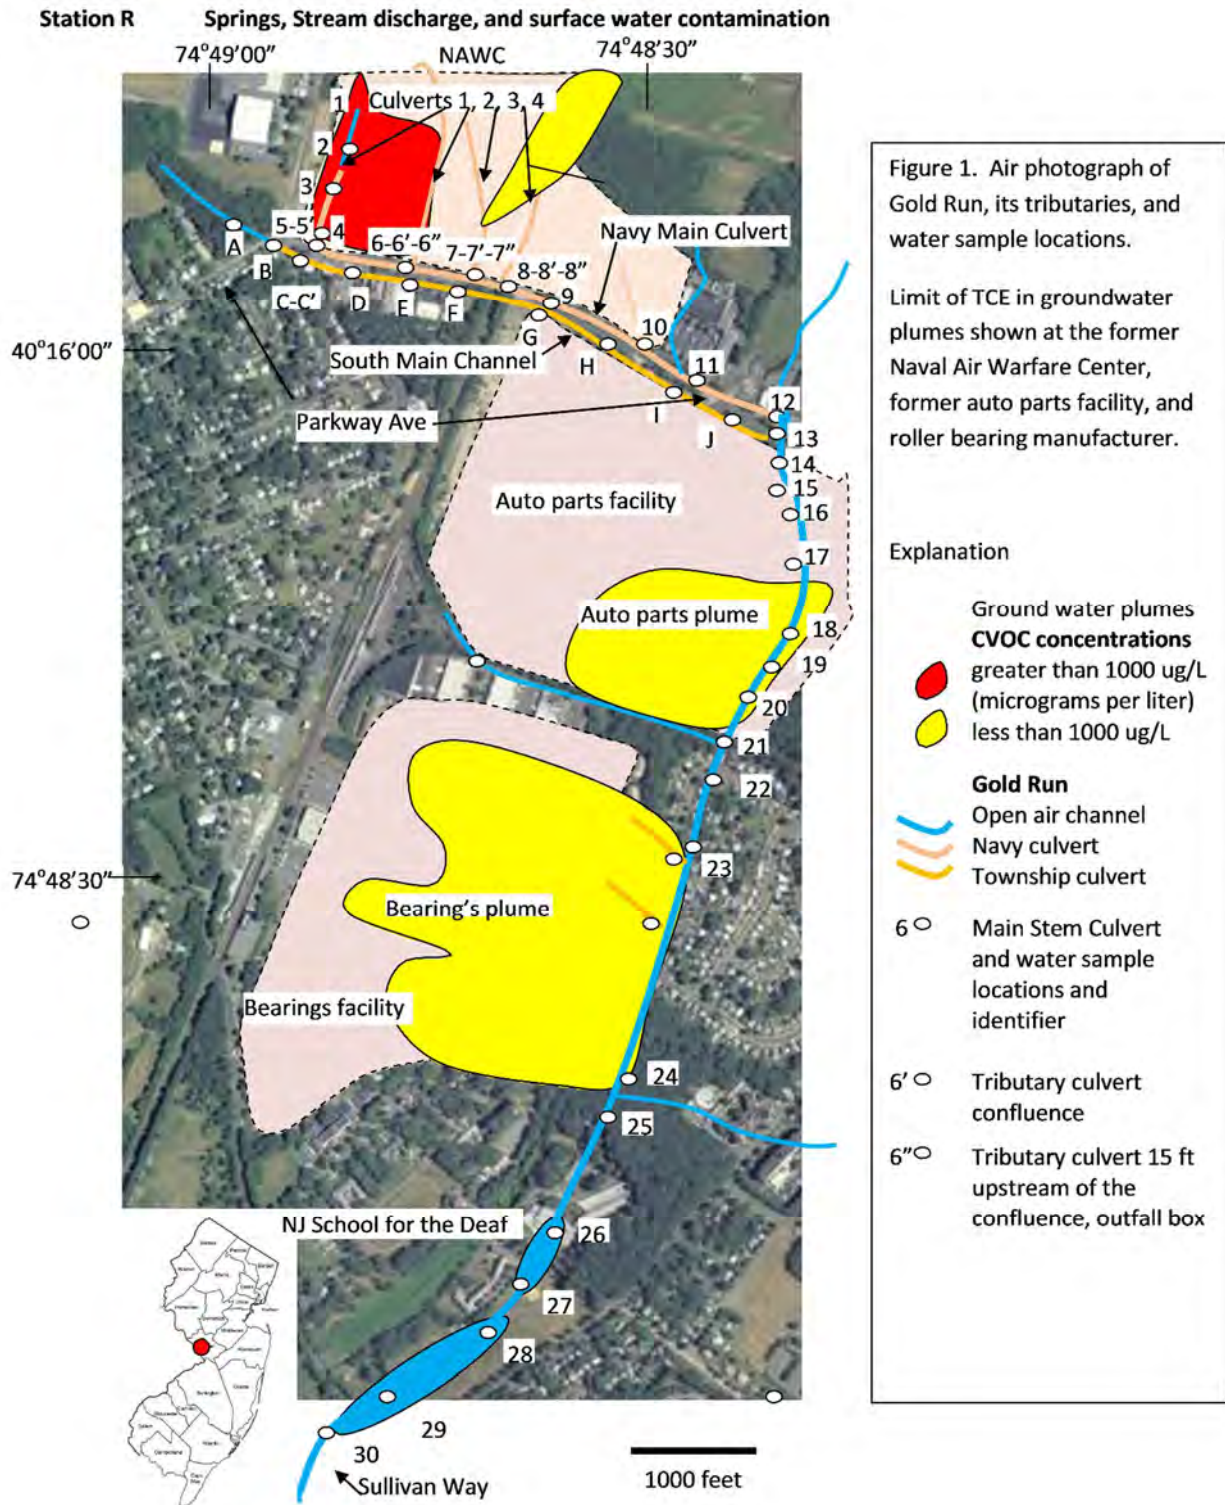 Station R Springs, Stream discharge, and surface water contamination
74°49'00” NAWC 74°48'30”
1 Culverts 1, 2, 3, 4
2
3
5-5' 4
A
Navy Main Culvert
B
6-6'-6” 7-7'-7” 8-8'-8”
C-C' D E F 9
G 10
40°16'00” South Main Channel H
11
I 12
Parkway Ave J 13
14
Auto parts facility 15
16
17
Auto parts plume
18
19
20
21
22
23
74°48'30”
Bearing's plume
Bearings facility
24
25
NJ School for the Deaf
26
27
28
29
30
Sullivan Way
1000 feet
Figure 1. Air photograph of
Gold Run, its tributaries, and
water sample locations.
Limit of TCE in groundwater
plumes shown at the former
Naval Air Warfare Center,
former auto parts facility, and
roller bearing manufacturer.
Explanation
Ground water plumes
CVOC concentrations
greater than 1000 ug/L
(micrograms per liter)
less than 1000 ug/L
Gold Run
Open air channel
Navy culvert
Township culvert
6 Main Stem Culvert
and water sample
locations and
identifier
6' Tributary culvert
confluence
6” Tributary culvert 15 ft
upstream of the
confluence, outfall box